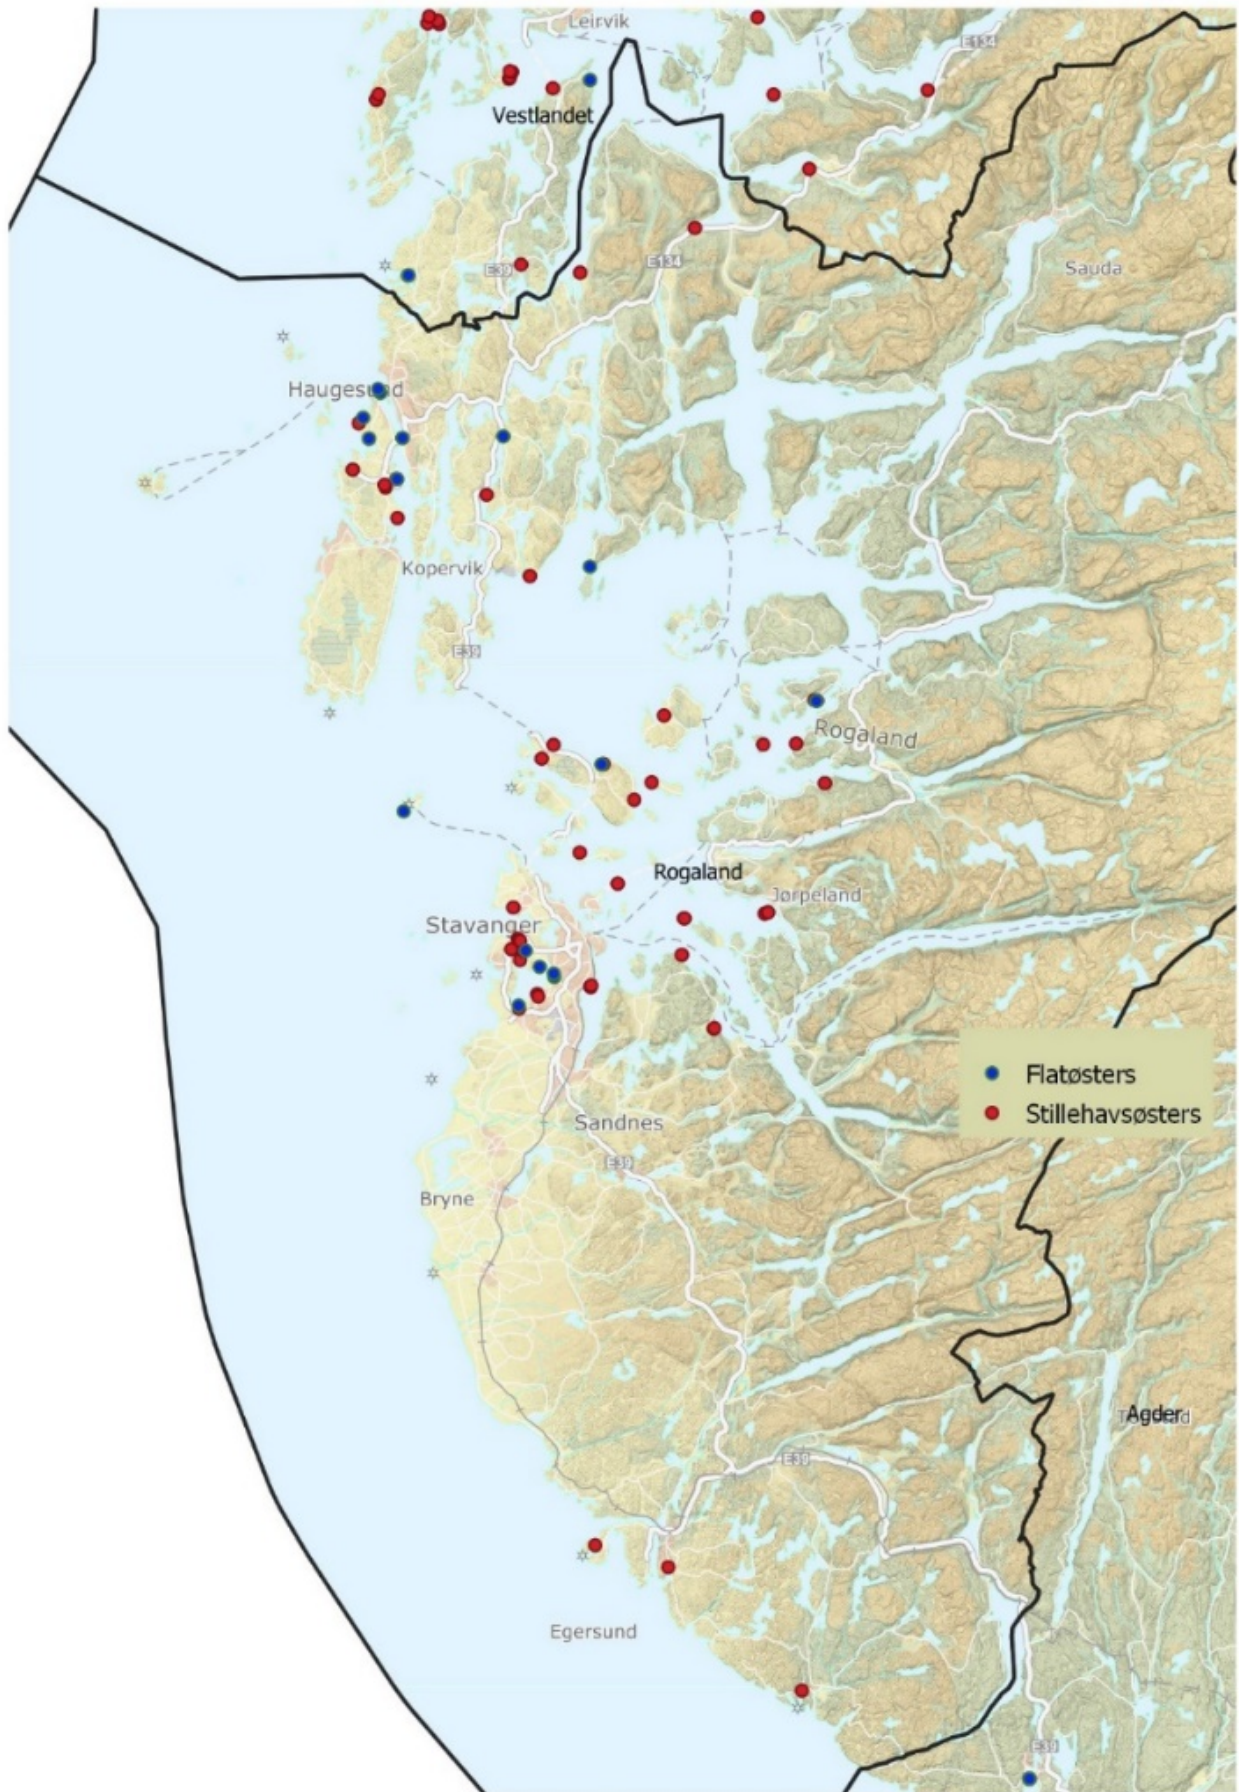 Leirvik
E134
Vestlandet
E39
E134
Sauda
Haugesund
Kopervik
E39
Rogaland
Rogaland
Jørpeland
Stavanger
Flatøsters
Stillehavsøsters
Sandnes
E39
Bryne
Agder
E39
Egersund
E39